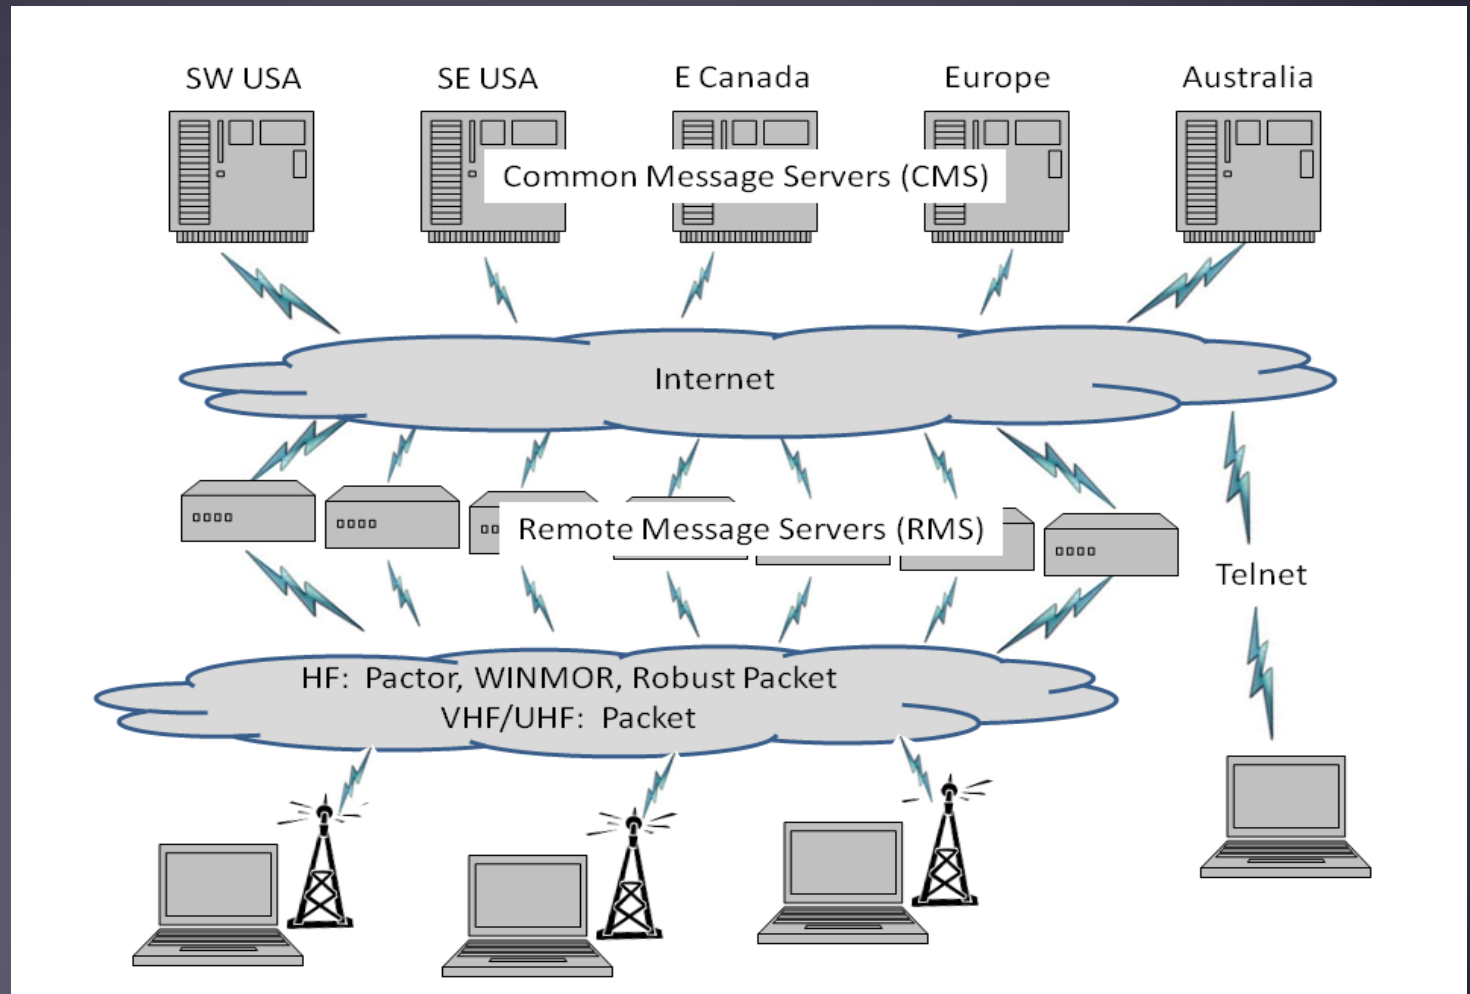 SW USA
SE USA
E Canada
Europe
Australia
Common Message Servers (CMS)
Internet
Remote Message Servers (RMS)
Telnet
HF: Pactor, WINMOR, Robust Packet
VHF/UHF: Packet